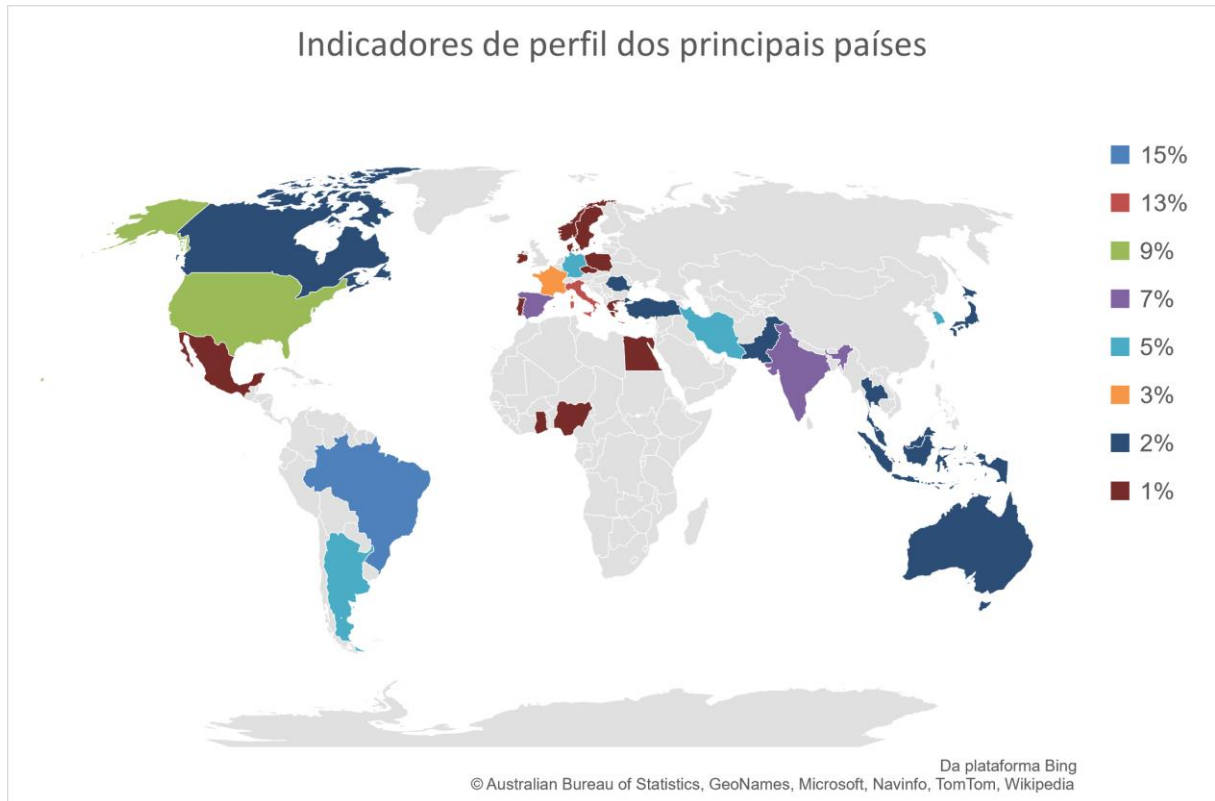 Indicadores de perfil dos principais países
15%
13%
9%
7%
5%
3%
2%
1%
Da plataforma Bing
© Australian Bureau of Statistics, GeoNames, Microsoft, Navinfo, TomTom, Wikipedia